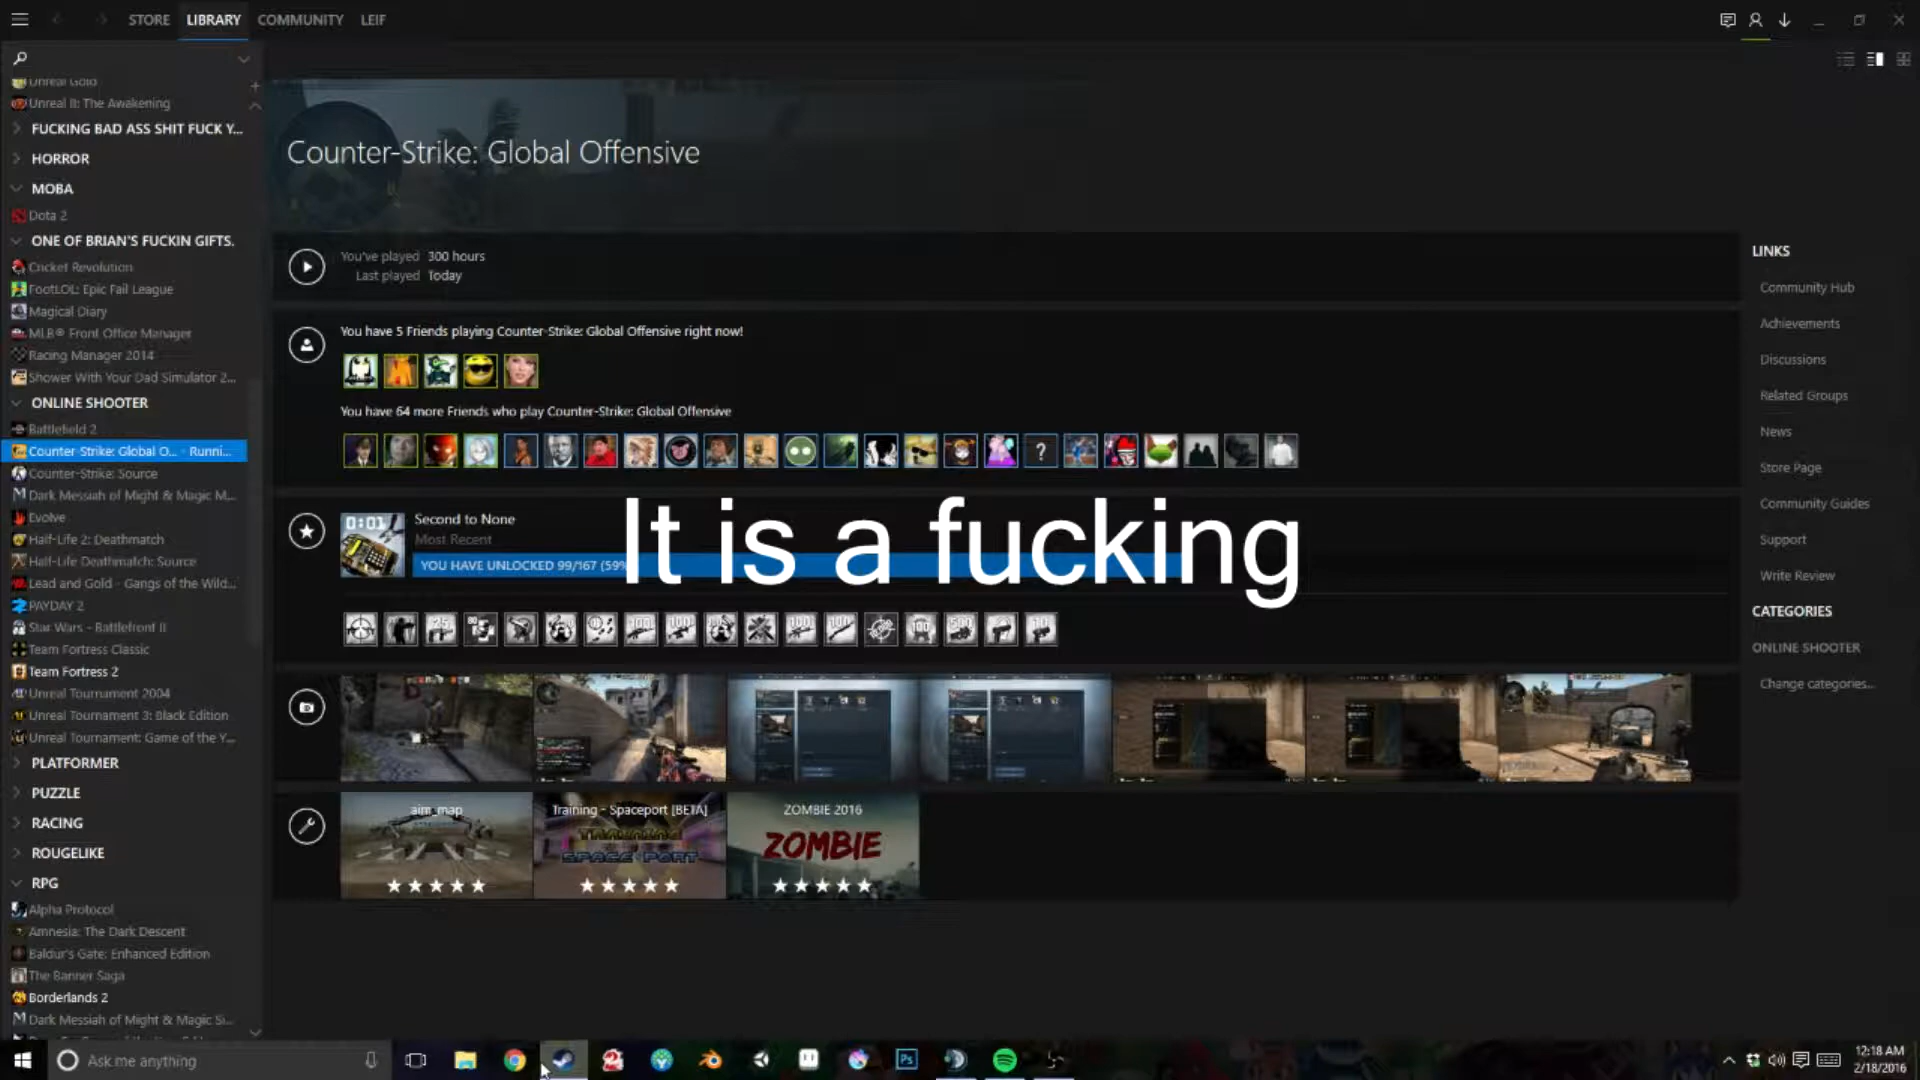 STORE LIBRARY COMMUNITY LEIF
Unreal Gold
Unreal II: The Awakening
FUCKING BAD ASS SHIT FUCK Y...
HORROR
MOBA
Dota 2
ONE OF BRIAN'S FUCKIN GIFTS.
Cricket Revolution
FootLOL: Epic Fail League
Magical Diary
MLB® Front Office Manager
Racing Manager 2014
Shower With Your Dad Simulator 2...
ONLINE SHOOTER
Battlefield 2
Counter-Strike: Global O... - Runni...
Counter-Strike: Source
Dark Messiah of Might & Magic M...
Evolve
Half-Life 2: Deathmatch
Half-Life Deathmatch: Source
Lead and Gold - Gangs of the Wild...
PAYDAY 2
Star Wars - Battlefront II
Team Fortress Classic
Team Fortress 2
Unreal Tournament 2004
Unreal Tournament 3: Black Edition
Unreal Tournament: Game of the Y...
PLATFORMER
PUZZLE
RACING
ROUGELIKE
RPG
Alpha Protocol
Amnesia: The Dark Descent
Baldur's Gate: Enhanced Edition
The Banner Saga
Borderlands 2
Dark Messiah of Might & Magic Si...
Counter-Strike: Global Offensive
You've played 300 hours
Last played Today
You have 5 Friends playing Counter-Strike: Global Offensive right now!
You have 64 more Friends who play Counter-Strike: Global Offensive
0:01
Second to None
Most Recent
YOU HAVE UNLOCKED 99/167 (59%
It is a fucking
aim_map
Training - Spaceport [BETA]
TRAINING
SPACE PORT
ZOMBIE 2016
ZOMBIE
LINKS
Community Hub
Achievements
Discussions
Related Groups
News
Store Page
Community Guides
Support
Write Review
CATEGORIES
ONLINE SHOOTER
Change categories...
Ask me anything
Ps
12:18 AM
2/18/2016